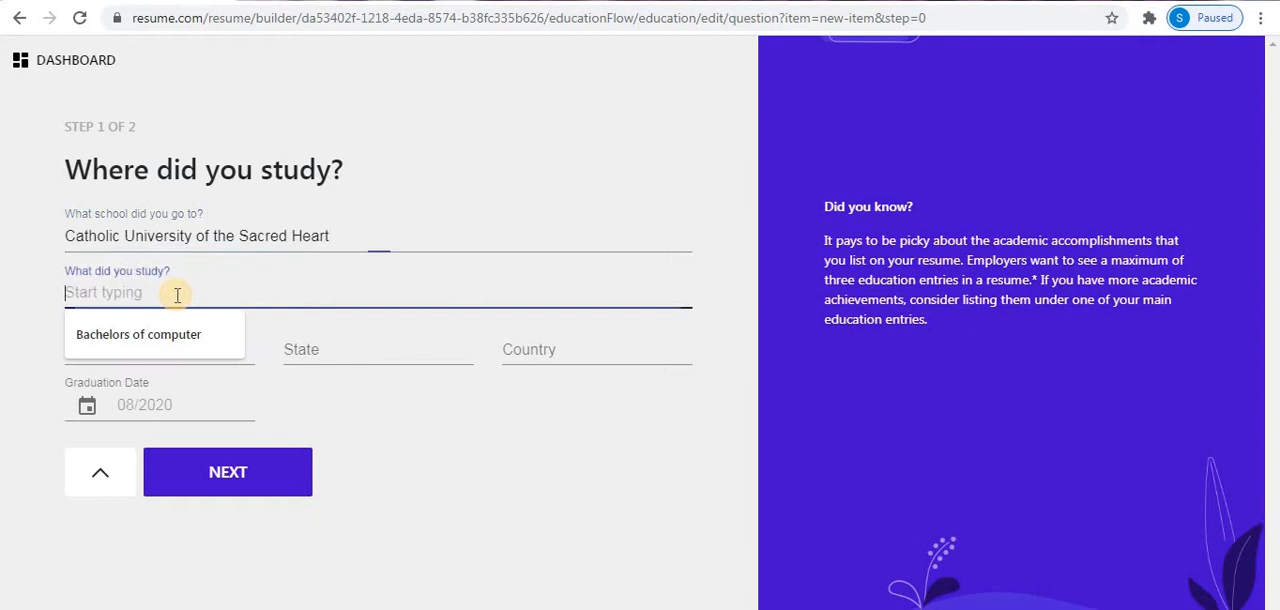 resume.com/resume/builder/da53402f-1218-4eda-8574-b38fc335b626/educationFlow/education/edit/question?item=new-item&step=0
S
Paused
DASHBOARD
STEP 1 OF 2
Where did you study?
What school did you go to?
Catholic University of the Sacred Heart
What did you study?
Start typing
Bachelors of computer
State
Country
Graduation Date
08/2020
NEXT
Did you know?
It pays to be picky about the academic accomplishments that
you list on your resume. Employers want to see a maximum of
three education entries in a resume.* If you have more academic
achievements, consider listing them under one of your main
education entries.